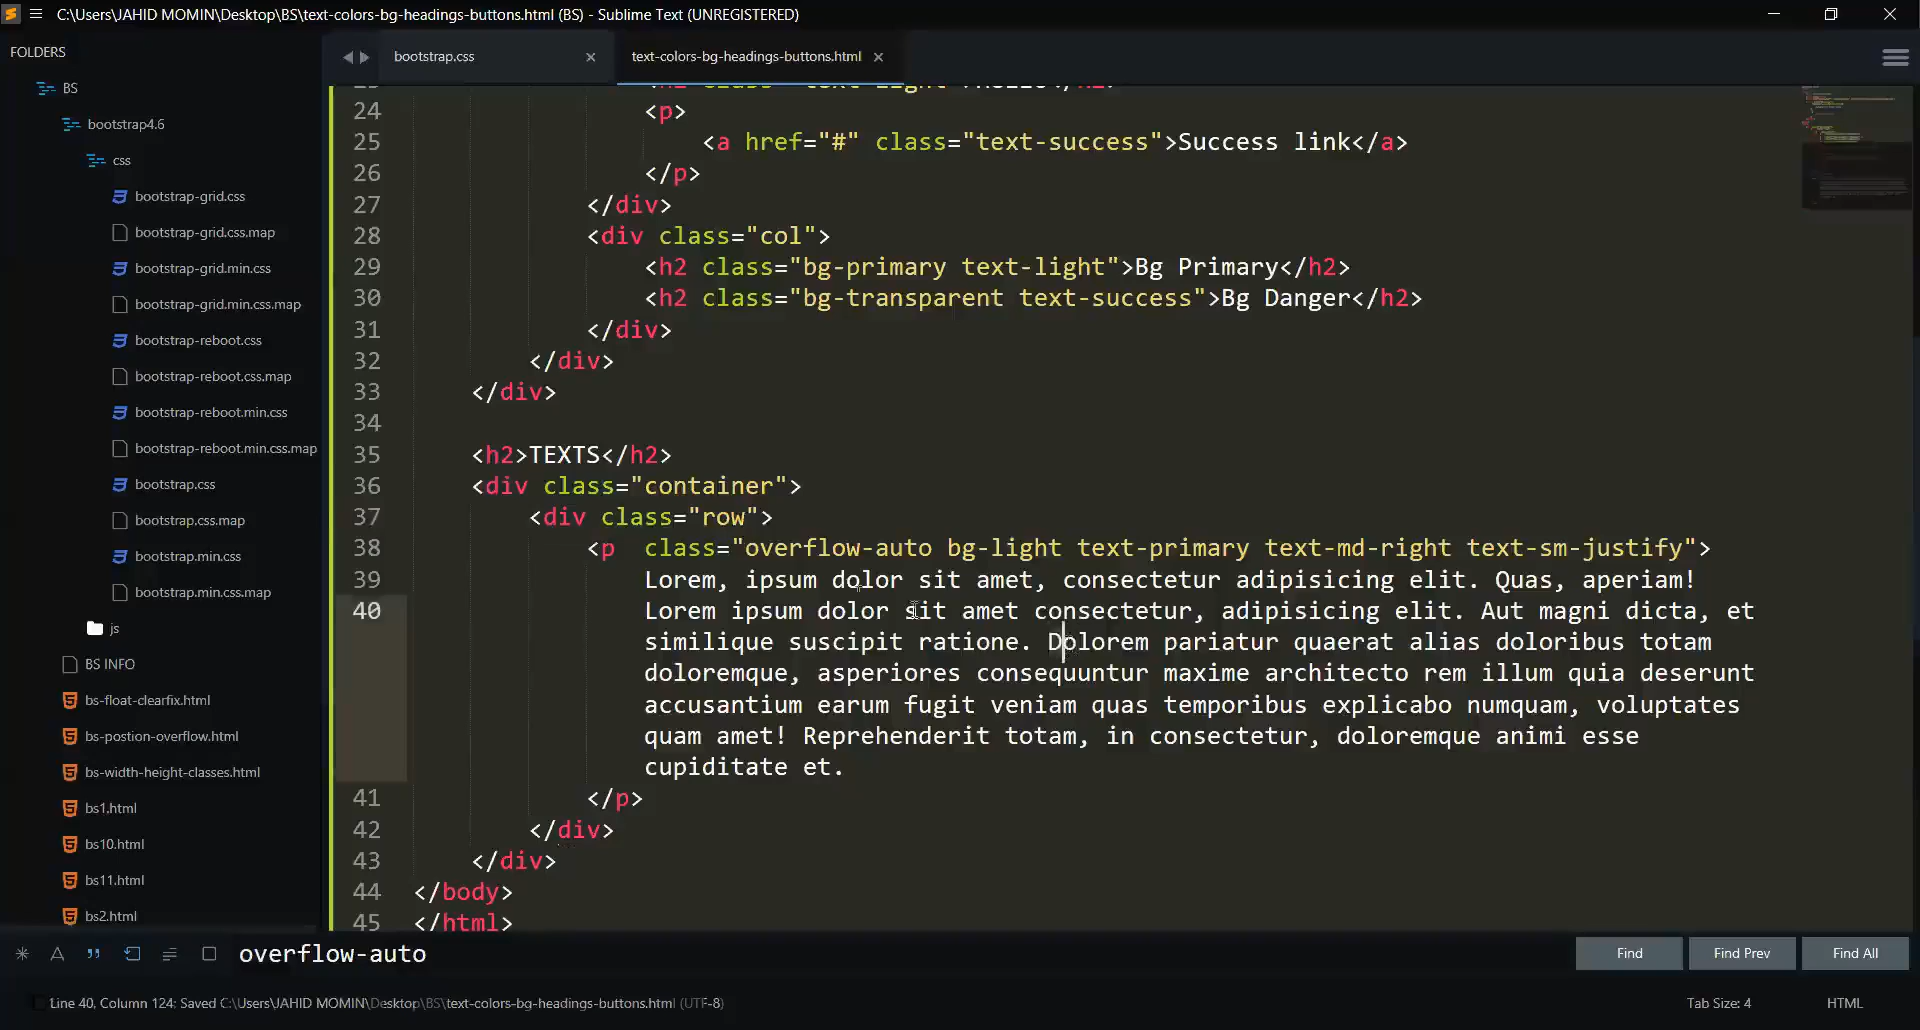 C:\Users\JAHID MOMIN\Desktop\BS\text-colors-bg-headings-buttons.html (BS) - Sublime Text (UNREGISTERED)
FOLDERS
BS
bootstrap4.6
css
bootstrap-grid.css
bootstrap-grid.css.map
bootstrap-grid.min.css
bootstrap-grid.min.css.map
bootstrap-reboot.css
bootstrap-reboot.css.map
bootstrap-reboot.min.css
bootstrap-reboot.min.css.map
bootstrap.css
bootstrap.css.map
bootstrap.min.css
bootstrap.min.css.map
js
BS INFO
bs-float-clearfix.html
bs-postion-overflow.html
bs-width-height-classes.html
bs1.html
bs10.html
bs11.html
bs2.html
bootstrap.css
text-colors-bg-headings-buttons.html
24 <p>
25 <a href="#" class="text-success">Success link</a>
26 </p>
27 </div>
28 <div class="col">
29 <h2 class="bg-primary text-light">Bg Primary</h2>
30 <h2 class="bg-transparent text-success">Bg Danger</h2>
31 </div>
32 </div>
33 </div>
34
35 <h2>TEXTS</h2>
36 <div class="container">
37 <div class="row">
38 <p  class="overflow-auto bg-light text-primary text-md-right text-sm-justify">
39 Lorem, ipsum dolor sit amet, consectetur adipisicing elit. Quas, aperiam!
40 Lorem ipsum dolor sit amet consectetur, adipisicing elit. Aut magni dicta, et
similique suscipit ratione. Dolorem pariatur quaerat alias doloribus totam
doloremque, asperiores consequuntur maxime architecto rem illum quia deserunt
accusantium earum fugit veniam quas temporibus explicabo numquam, voluptates
quam amet! Reprehenderit totam, in consectetur, doloremque animi esse
cupiditate et.
41 </p>
42 </div>
43 </div>
44 </body>
45 </html>
overflow-auto
Find
Find Prev
Find All
Line 40, Column 124: Saved C:\Users\JAHID MOMIN\Desktop\BS\text-colors-bg-headings-buttons.html (UTF-8)
Tab Size: 4
HTML